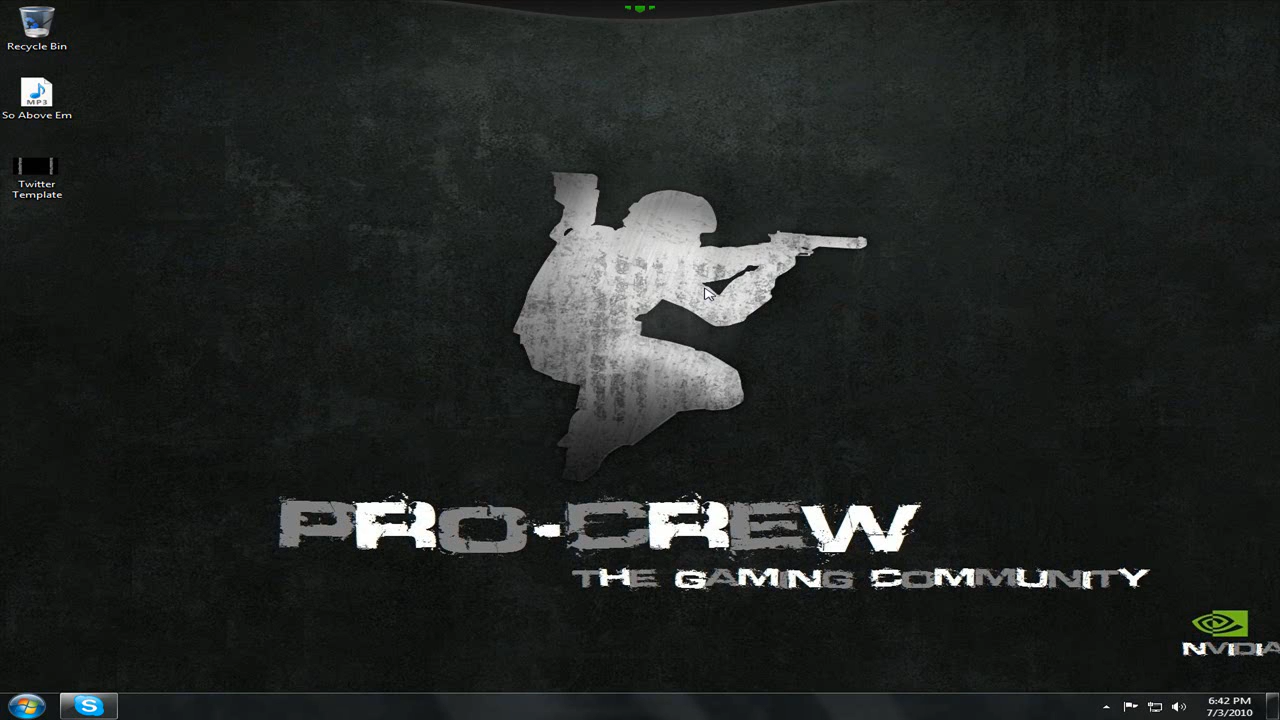 Recycle Bin
MP3
So Above Em
Twitter
Template
PRO-CREW
THE GAMING COMMUNITY
NVIDIA
S
6:42 PM
7/3/2010